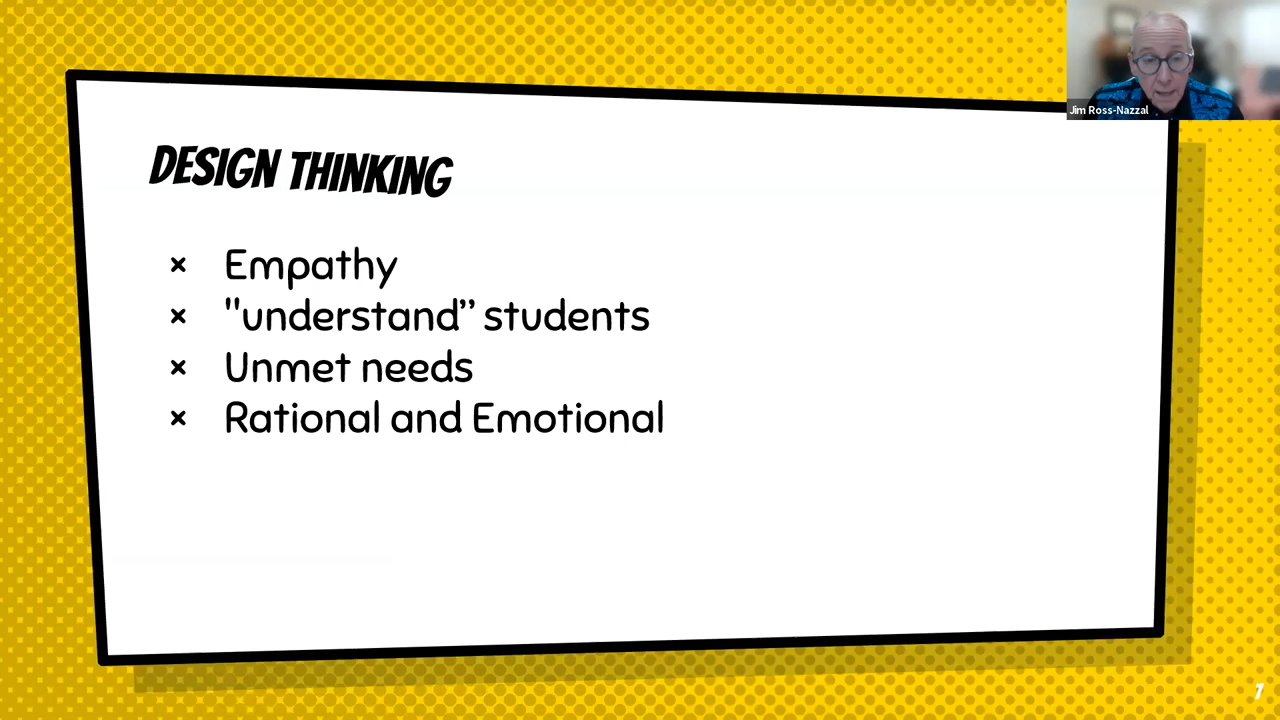 Jim Ross-Nazzal
DESIGN THINKING
× Empathy
× "understand” students
× Unmet needs
× Rational and Emotional
7